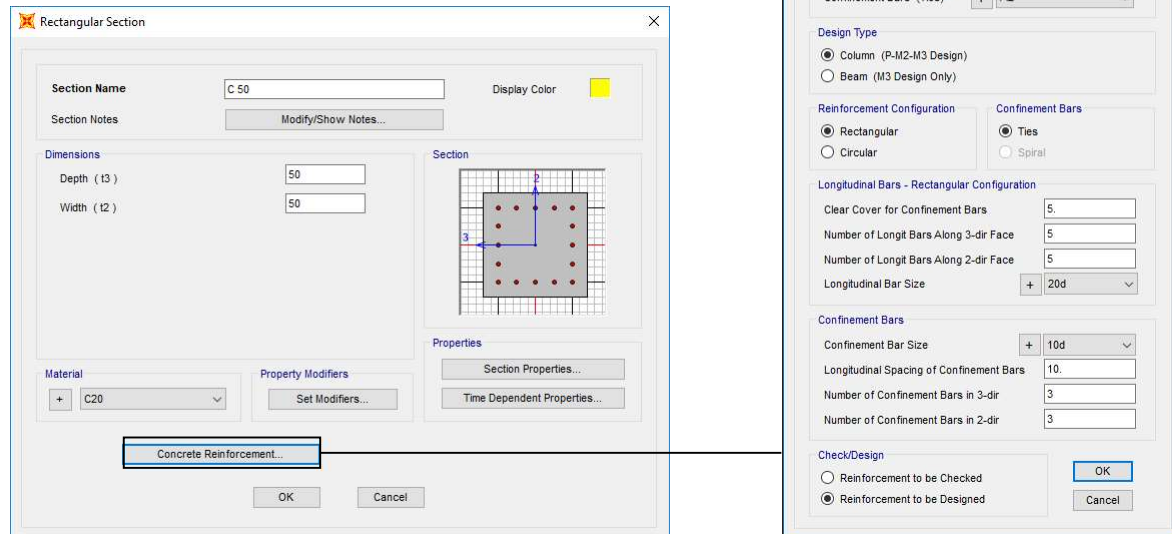 Rectangular Section
Section Name
C 50
Display Color
Section Notes
Modify/Show Notes...
Dimensions
Depth ( t3 )
50
Width ( t2 )
50
Section
2
3
Properties
Section Properties...
Time Dependent Properties...
Material
+
C20
Property Modifiers
Set Modifiers...
Concrete Reinforcement...
OK
Cancel
Design Type
Column (P-M2-M3 Design)
Beam (M3 Design Only)
Reinforcement Configuration
Rectangular
Circular
Confinement Bars
Ties
Spiral
Longitudinal Bars - Rectangular Configuration
Clear Cover for Confinement Bars
5.
Number of Longit Bars Along 3-dir Face
5
Number of Longit Bars Along 2-dir Face
5
Longitudinal Bar Size
+
20d
Confinement Bars
Confinement Bar Size
+
10d
Longitudinal Spacing of Confinement Bars
10.
Number of Confinement Bars in 3-dir
3
Number of Confinement Bars in 2-dir
3
Check/Design
Reinforcement to be Checked
Reinforcement to be Designed
OK
Cancel